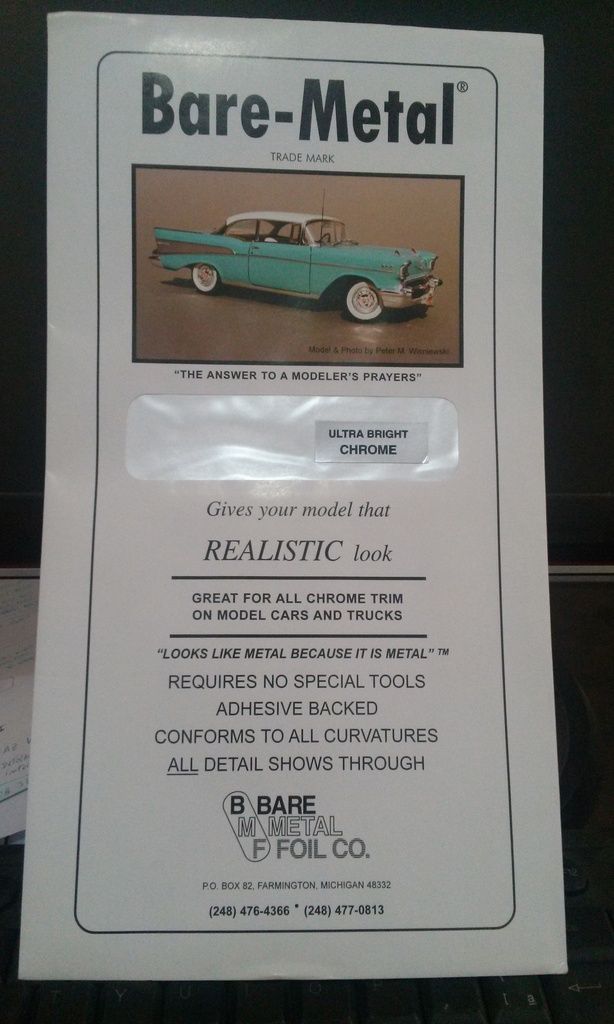 Bare-Metal®
TRADE MARK
Model & Photo by Peter M. Wisniewski
"THE ANSWER TO A MODELER'S PRAYERS"
ULTRA BRIGHT
CHROME
Gives your model that
REALISTIC look
GREAT FOR ALL CHROME TRIM
ON MODEL CARS AND TRUCKS
"LOOKS LIKE METAL BECAUSE IT IS METAL" ™
REQUIRES NO SPECIAL TOOLS
ADHESIVE BACKED
CONFORMS TO ALL CURVATURES
ALL DETAIL SHOWS THROUGH
B BARE
M METAL
F FOIL CO.
P.O. BOX 82, FARMINGTON, MICHIGAN 48332
(248) 476-4366 • (248) 477-0813
T Y U